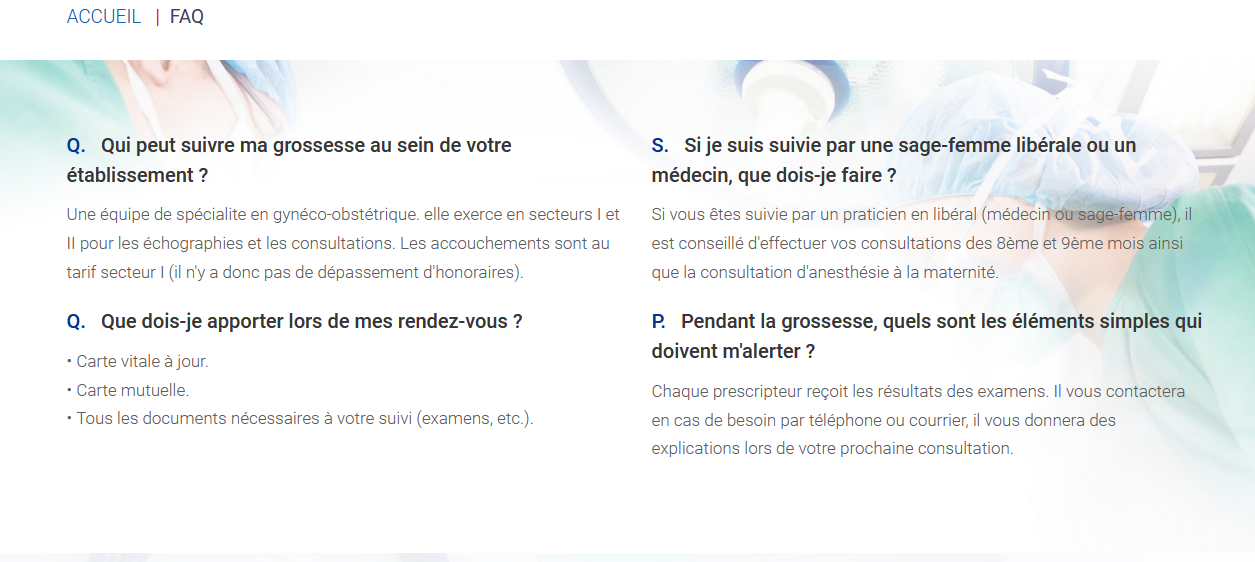 ACCUEIL | FAQ
Q. Qui peut suivre ma grossesse au sein de votre
établissement ?
Une équipe de spécialite en gynéco-obstétrique. elle exerce en secteurs I et
II pour les échographies et les consultations. Les accouchements sont au
tarif secteur I (il n'y a donc pas de dépassement d'honoraires).
Q. Que dois-je apporter lors de mes rendez-vous ?
• Carte vitale à jour.
• Carte mutuelle.
• Tous les documents nécessaires à votre suivi (examens, etc.).
S. Si je suis suivie par une sage-femme libérale ou un
médecin, que dois-je faire ?
Si vous êtes suivie par un praticien en libéral (médecin ou sage-femme), il
est conseillé d'effectuer vos consultations des 8ème et 9ème mois ainsi
que la consultation d'anesthésie à la maternité.
P. Pendant la grossesse, quels sont les éléments simples qui
doivent m'alerter ?
Chaque prescripteur reçoit les résultats des examens. Il vous contactera
en cas de besoin par téléphone ou courrier, il vous donnera des
explications lors de votre prochaine consultation.